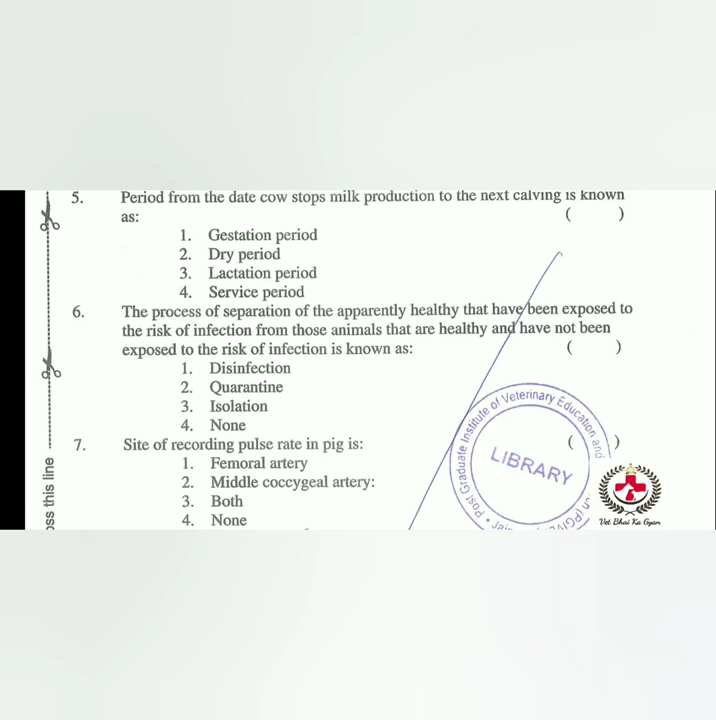 5. Period from the date cow stops milk production to the next calving is known
as: ( )
1. Gestation period
2. Dry period
3. Lactation period
4. Service period
6. The process of separation of the apparently healthy that have been exposed to
the risk of infection from those animals that are healthy and have not been
exposed to the risk of infection is known as: ( )
1. Disinfection
2. Quarantine
3. Isolation
4. None
7. Site of recording pulse rate in pig is: ( )
1. Femoral artery
2. Middle coccygeal artery:
3. Both
4. None
oss this line
Post Graduate Institute of Veterinary Education and
LIBRARY
Vet Bhai Ka Gyan